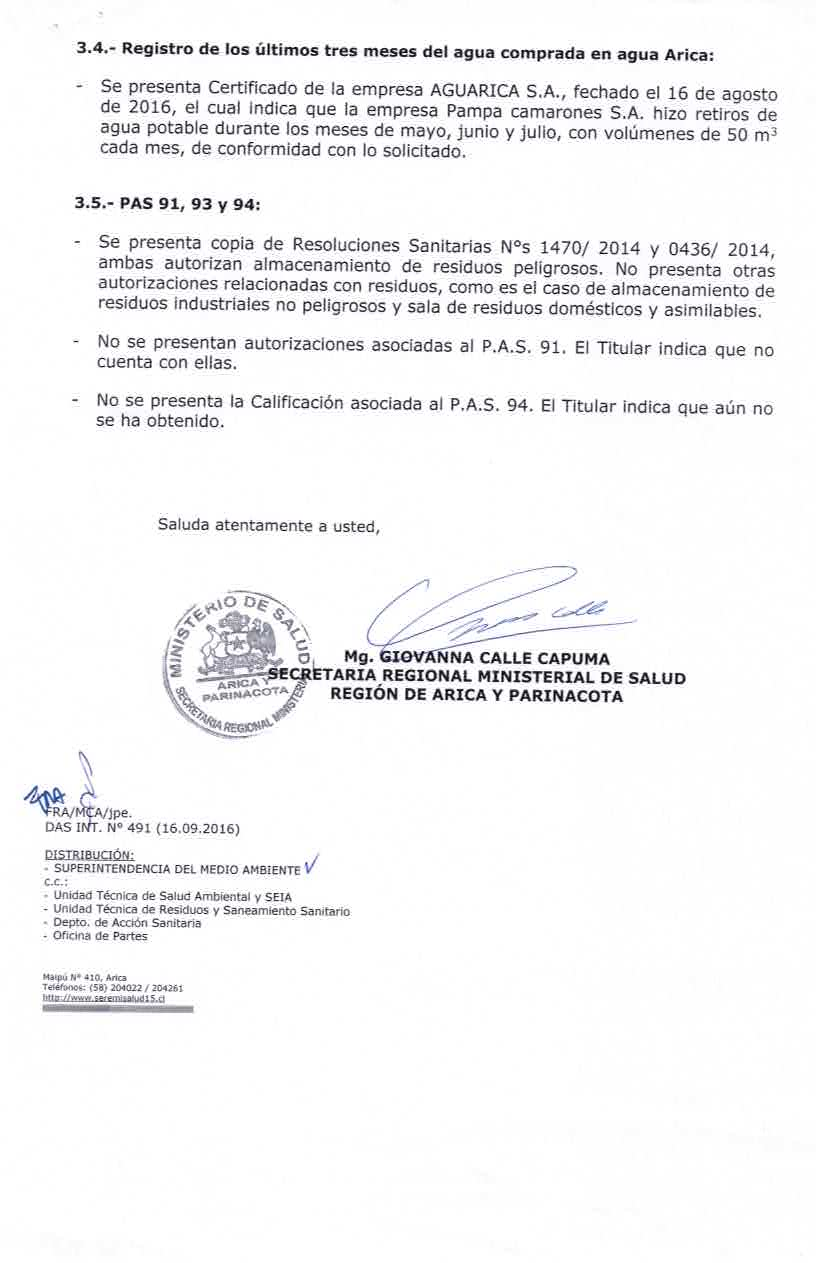 3.4.- Registro de los últimos tres meses del agua comprada en agua Arica:
- Se presenta Certificado de la empresa AGUARICA S.A., fechado el 16 de agosto
de 2016, el cual indica que la empresa Pampa camarones S.A. hizo retiros de
agua potable durante los meses de mayo, junio y julio, con volúmenes de 50 m³
cada mes, de conformidad con lo solicitado.
3.5.- PAS 91, 93 y 94:
- Se presenta copia de Resoluciones Sanitarias N°s 1470/ 2014 y 0436/ 2014,
ambas autorizan almacenamiento de residuos peligrosos. No presenta otras
autorizaciones relacionadas con residuos, como es el caso de almacenamiento de
residuos industriales no peligrosos y sala de residuos domésticos y asimilables.
- No se presentan autorizaciones asociadas al P.A.S. 91. El Titular indica que no
cuenta con ellas.
- No se presenta la Calificación asociada al P.A.S. 94. El Titular indica que aún no
se ha obtenido.
Saluda atentamente a usted,
MINISTERIO DE SALUD
ARICA Y
PARINACOTA
SECRETARIA REGIONAL MINISTERIAL
Mg. GIOVANNA CALLE CAPUMA
SECRETARIA REGIONAL MINISTERIAL DE SALUD
REGIÓN DE ARICA Y PARINACOTA
FRA/MCA/jpe.
DAS INT. N° 491 (16.09.2016)
DISTRIBUCIÓN:
- SUPERINTENDENCIA DEL MEDIO AMBIENTE
c.c.:
- Unidad Técnica de Salud Ambiental y SEIA
- Unidad Técnica de Residuos y Saneamiento Sanitario
- Depto. de Acción Sanitaria
- Oficina de Partes
Maipú N° 410, Arica
Teléfonos: (58) 204022 / 204261
http://www.seremisalud15.cl